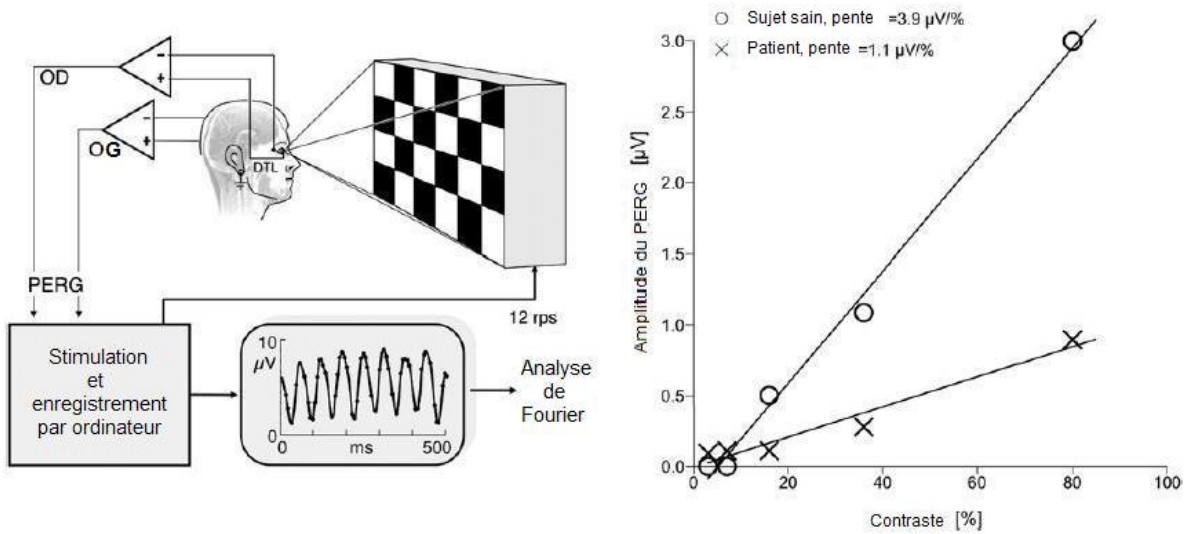 OD
OG
DTL
PERG
12 rps
Stimulation
et
enregistrement
par ordinateur
10
µV
0
0
ms
500
Analyse
de
Fourier
Sujet sain, pente =3.9 µV/%
Patient, pente =1.1 µV/%
Amplitude du PERG [µV]
3.0
2.5
2.0
1.5
1.0
0.5
0.0
0
20
40
60
80
100
Contraste [%]